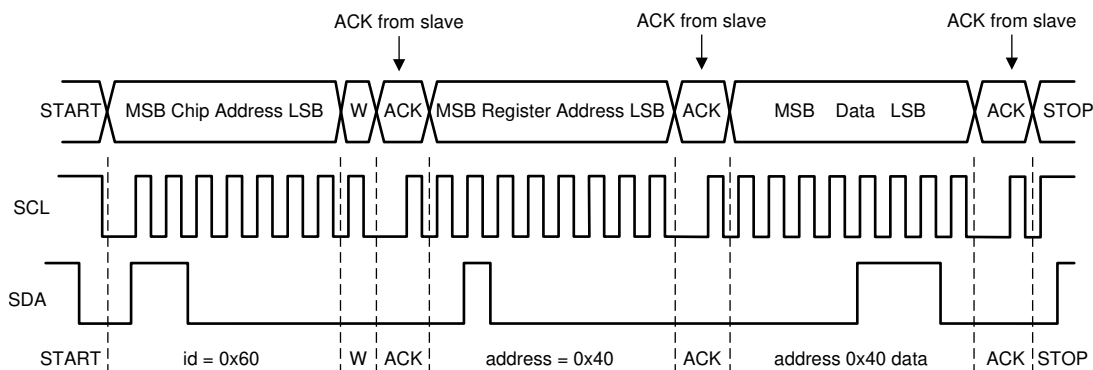 ACK from slave ACK from slave ACK from slave
START MSB Chip Address LSB W ACK MSB Register Address LSB ACK MSB Data LSB ACK STOP
SCL
SDA
START id = 0x60 W ACK address = 0x40 ACK address 0x40 data ACK STOP